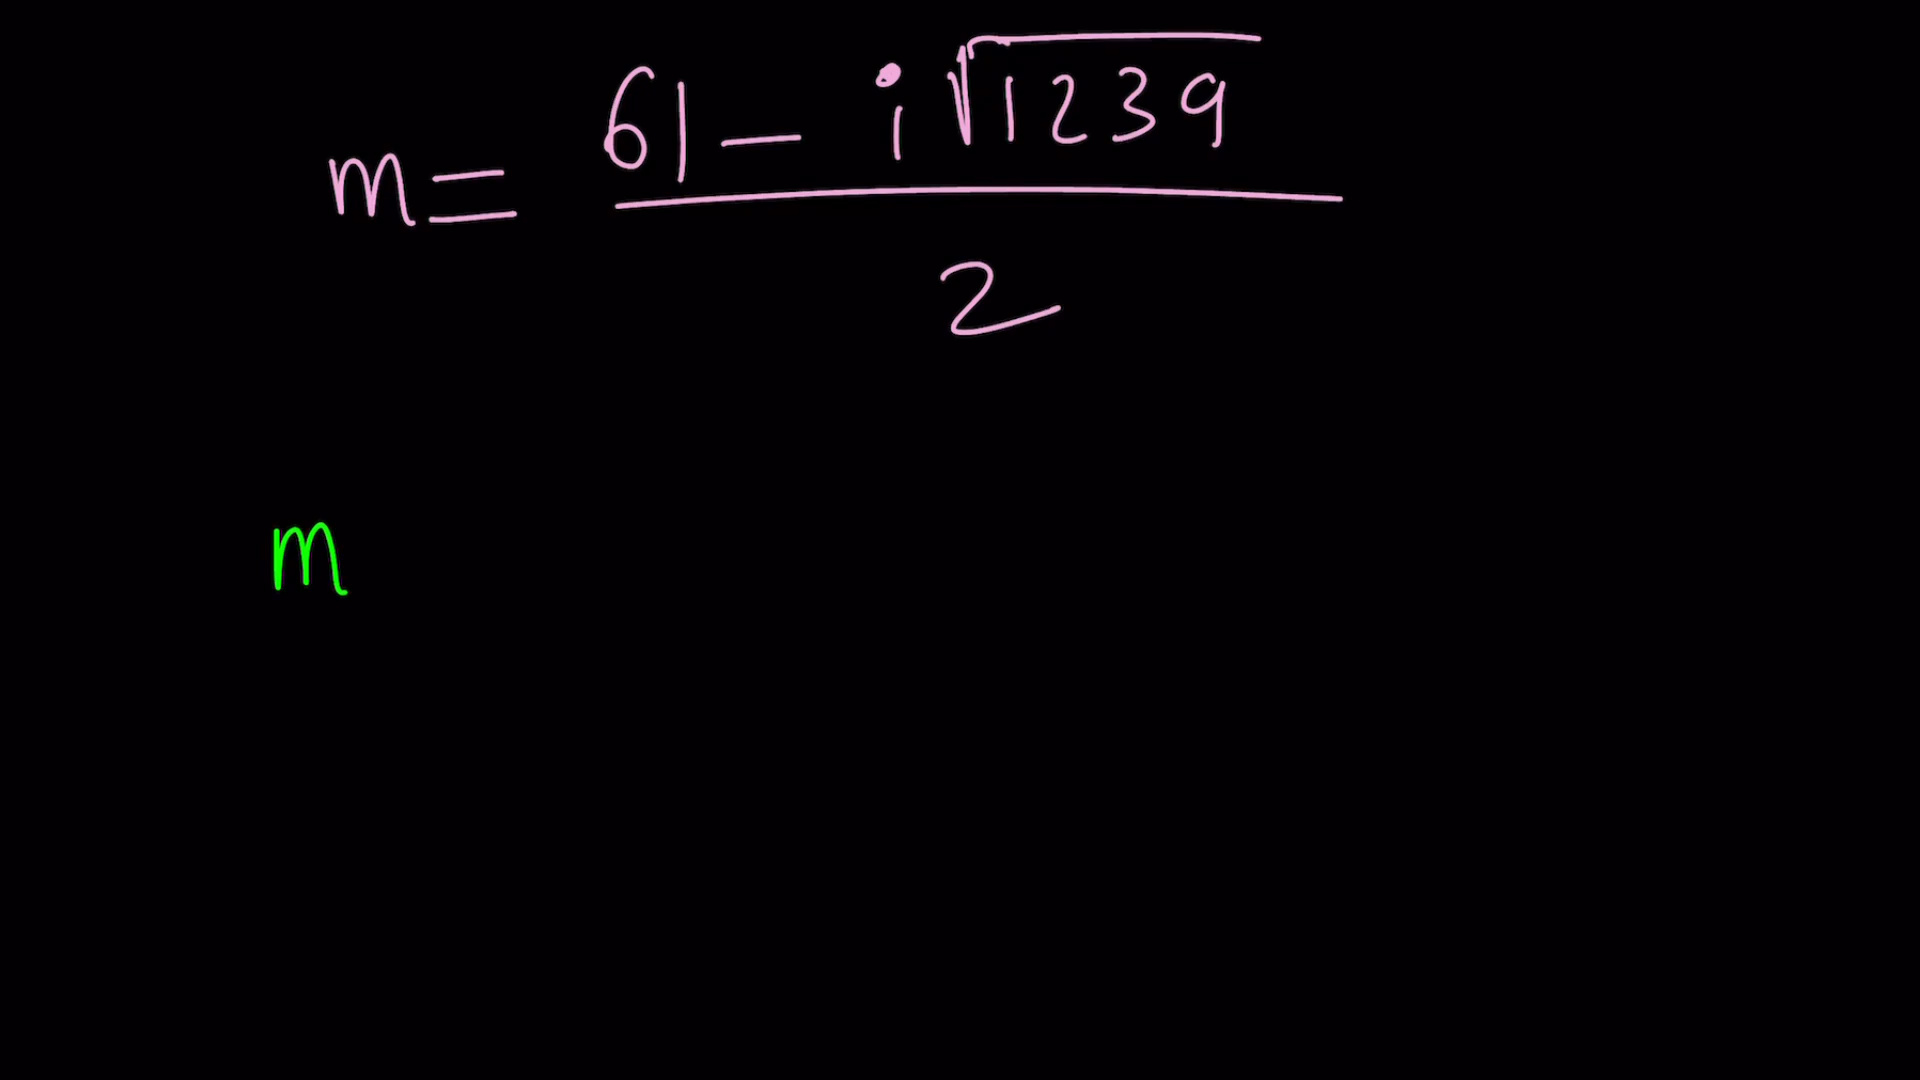 m = (61 - i√1239) / 2
m